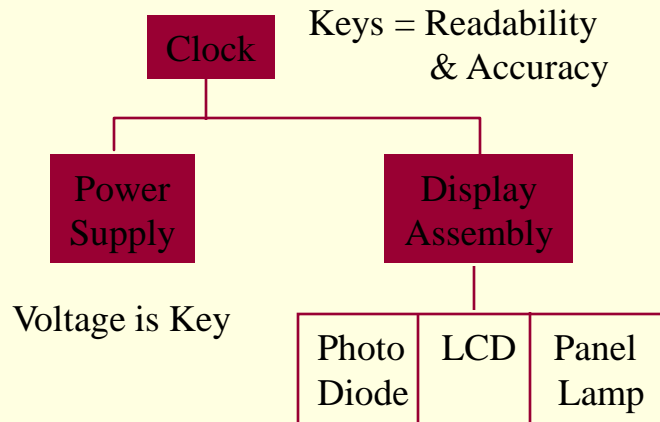 Clock
Keys = Readability
& Accuracy
Power
Supply
Display
Assembly
Voltage is Key
Photo
Diode
LCD
Panel
Lamp